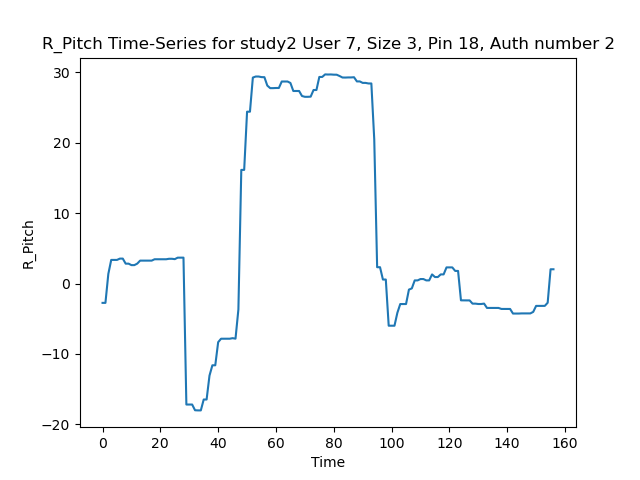 R_Pitch Time-Series for study2 User 7, Size 3, Pin 18, Auth number 2
30
20
10
0
−10
−20
R_Pitch
0 20 40 60 80 100 120 140 160
Time